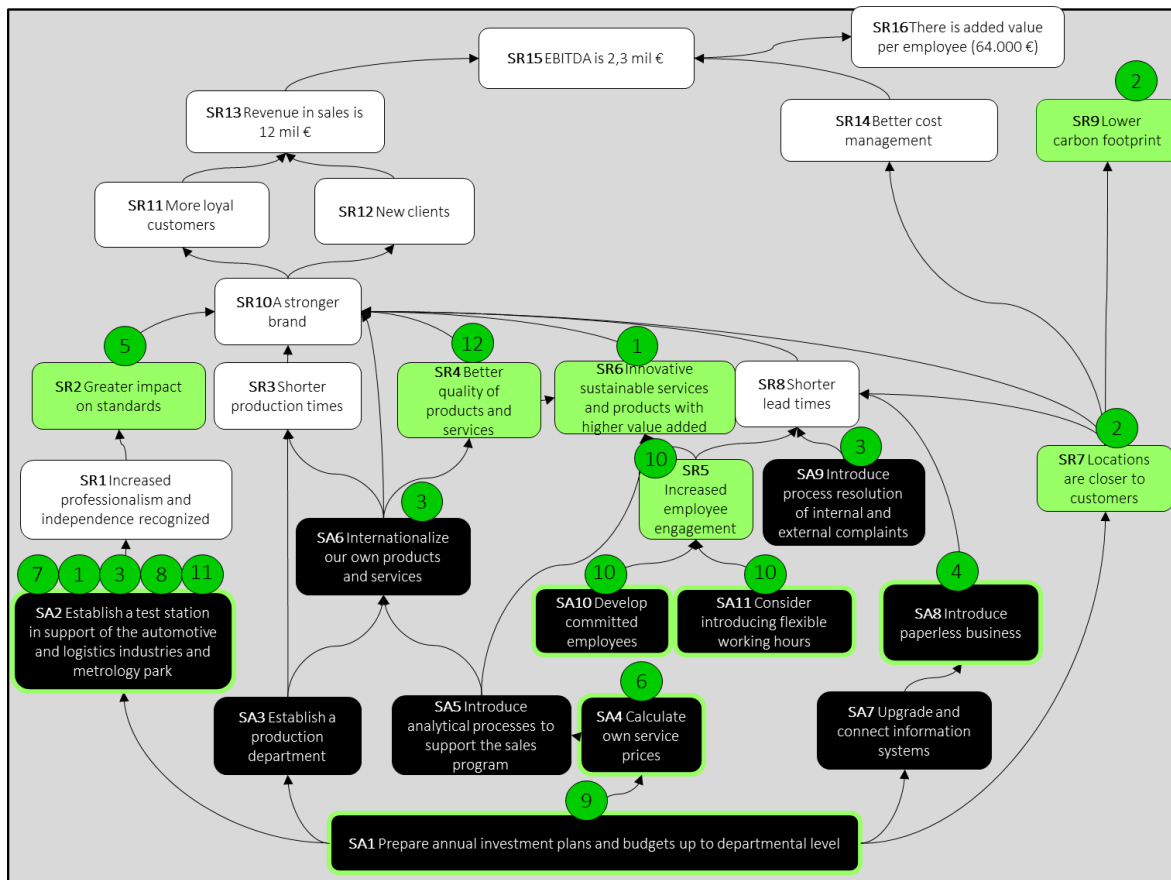 SR16 There is added value
per employee (64.000 €)
SR15 EBITDA is 2,3 mil €
2
SR13 Revenue in sales is
12 mil €
SR14 Better cost
management
SR9 Lower
carbon footprint
SR11 More loyal
customers
SR12 New clients
SR10 A stronger
brand
5
12
1
SR2 Greater impact
on standards
SR3 Shorter
production times
SR4 Better
quality of
products and
services
SR6 Innovative
sustainable services
and products with
higher value added
SR8 Shorter
lead times
2
SR7 Locations
are closer to
customers
10
SR5
Increased
employee
engagement
3
SA9 Introduce
process resolution
of internal and
external complaints
SR1 Increased
professionalism and
independence recognized
3
SA6 Internationalize
our own products
and services
7
1
3
8
11
SA2 Establish a test station
in support of the automotive
and logistics industries and
metrology park
10
SA10 Develop
committed
employees
10
SA11 Consider
introducing flexible
working hours
4
SA8 Introduce
paperless business
SA3 Establish a
production
department
SA5 Introduce
analytical processes to
support the sales
program
6
SA4 Calculate
own service
prices
SA7 Upgrade and
connect information
systems
9
SA1 Prepare annual investment plans and budgets up to departmental level